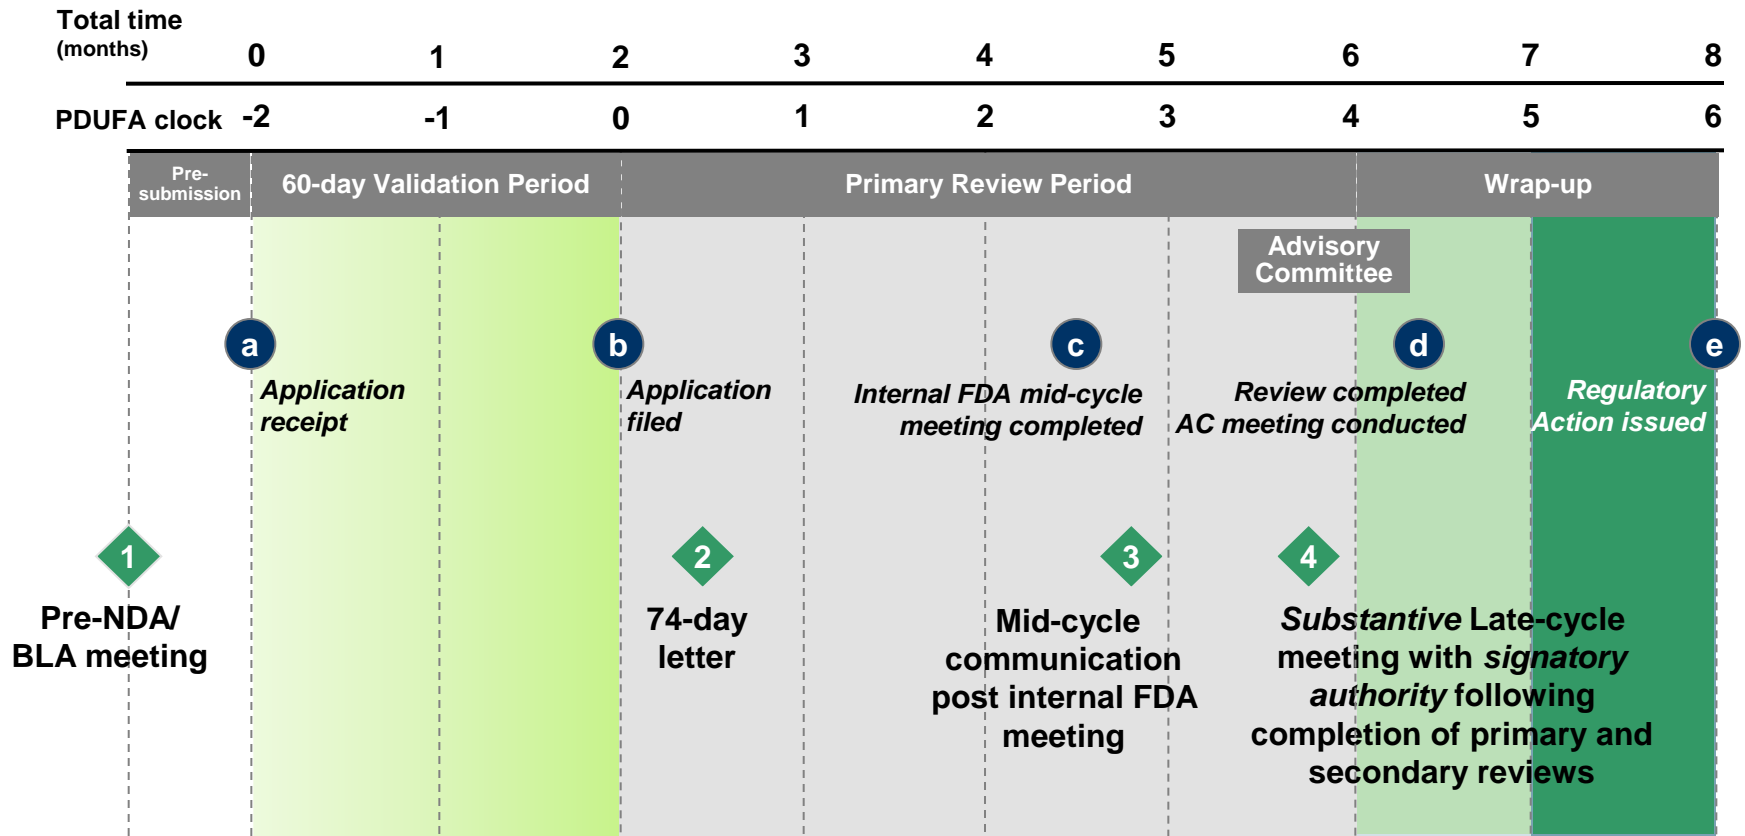 Total time
(months)
0 1 2 3 4 5 6 7 8
PDUFA clock -2 -1 0 1 2 3 4 5 6
Pre-
submission
60-day Validation Period
Primary Review Period
Wrap-up
Advisory
Committee
a
Application
receipt
b
Application
filed
c
Internal FDA mid-cycle
meeting completed
d
Review completed
AC meeting conducted
e
Regulatory
Action issued
1
Pre-NDA/
BLA meeting
2
74-day
letter
3
Mid-cycle
communication
post internal FDA
meeting
4
Substantive Late-cycle
meeting with signatory
authority following
completion of primary and
secondary reviews